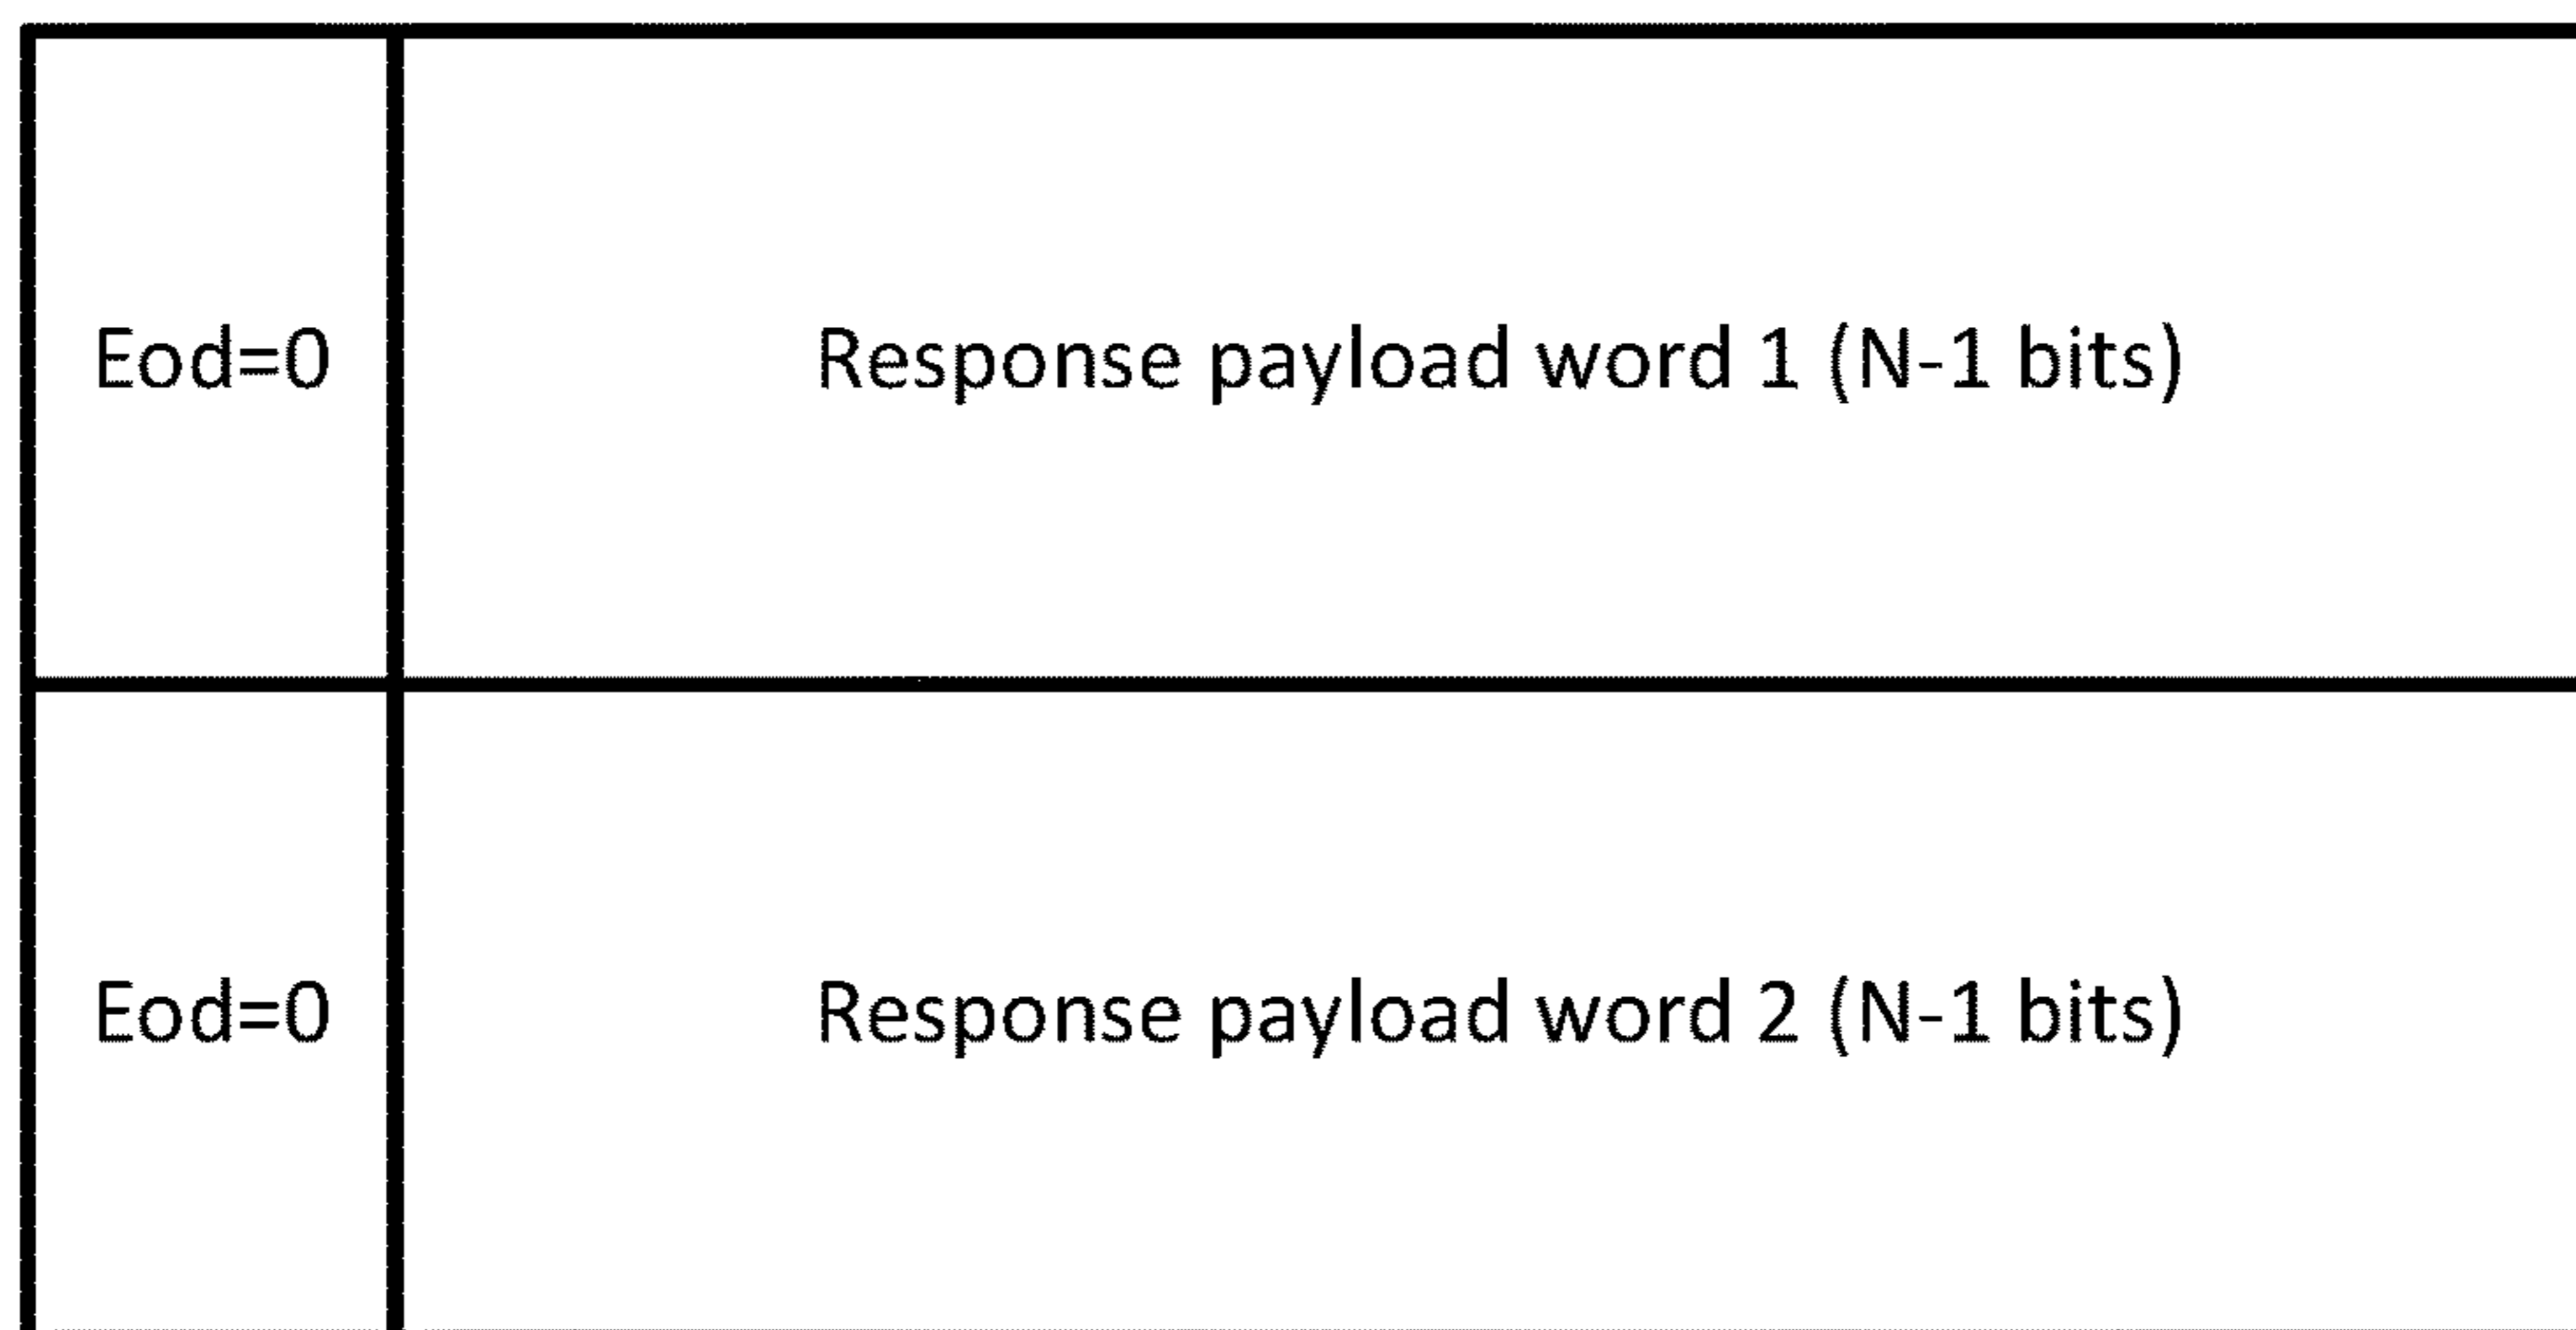 Eod=0 Response payload word 1 (N-1 bits)
Eod=0 Response payload word 2 (N-1 bits)